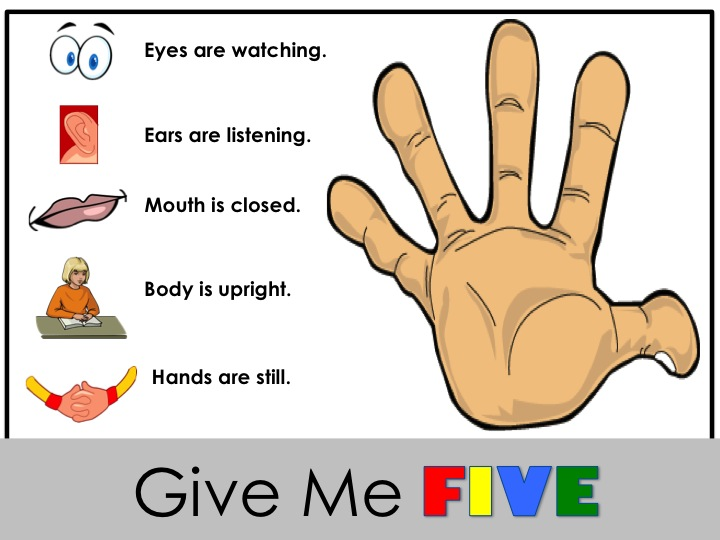 Eyes are watching.
Ears are listening.
Mouth is closed.
Body is upright.
Hands are still.
Give Me FIVE